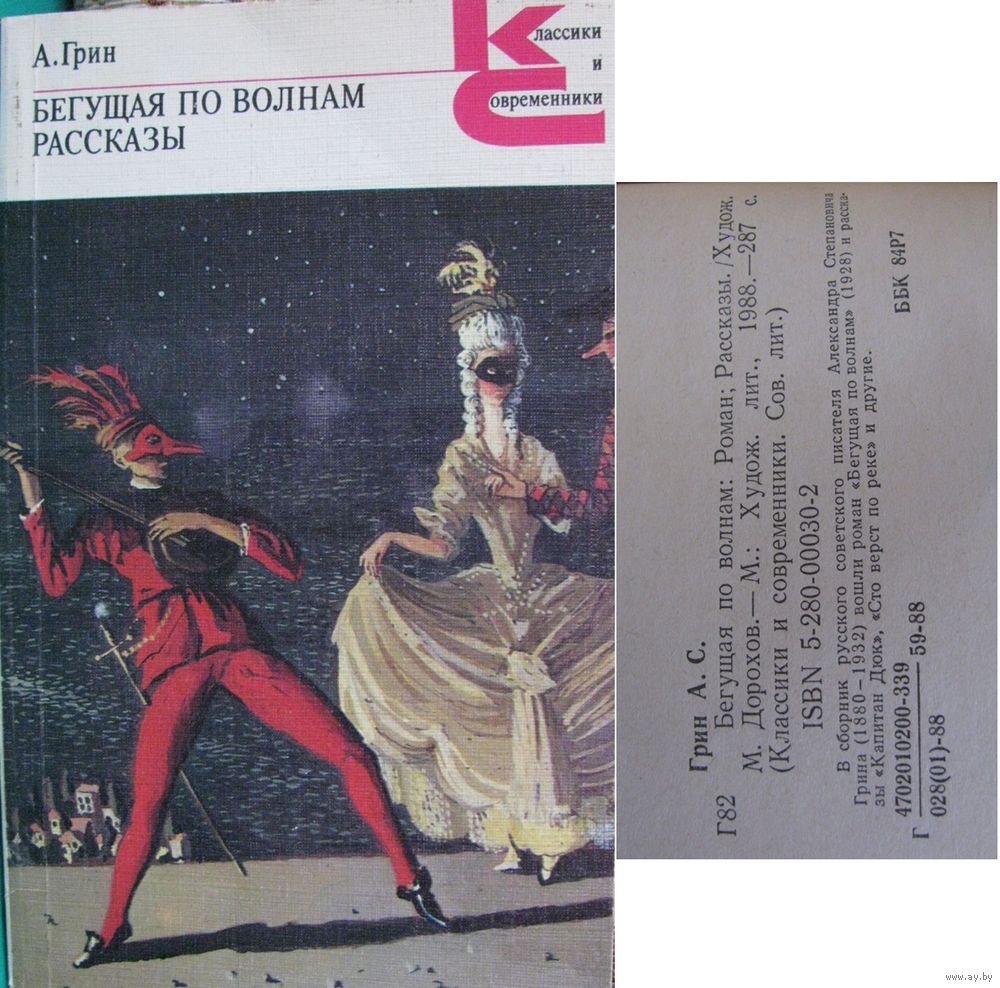 А. Грин
БЕГУЩАЯ ПО ВОЛНАМ
РАССКАЗЫ
Классики
и
Современники
Грин А. С.
Г82 Бегущая по волнам: Роман; Рассказы. /Худож.
М. Дорохов.— М.: Худож. лит., 1988.—287 с.
(Классики и современники. Сов. лит.)
ISBN 5-280-00030-2
В сборник русского советского писателя Александра Степановича
Грина (1880–1932) вошли роман «Бегущая по волнам» (1928) и расска-
зы «Капитан Дюк», «Сто верст по реке» и другие.
Г 4702010200-339 59-88
028(01)-88
ББК 84Р7
www.ay.by